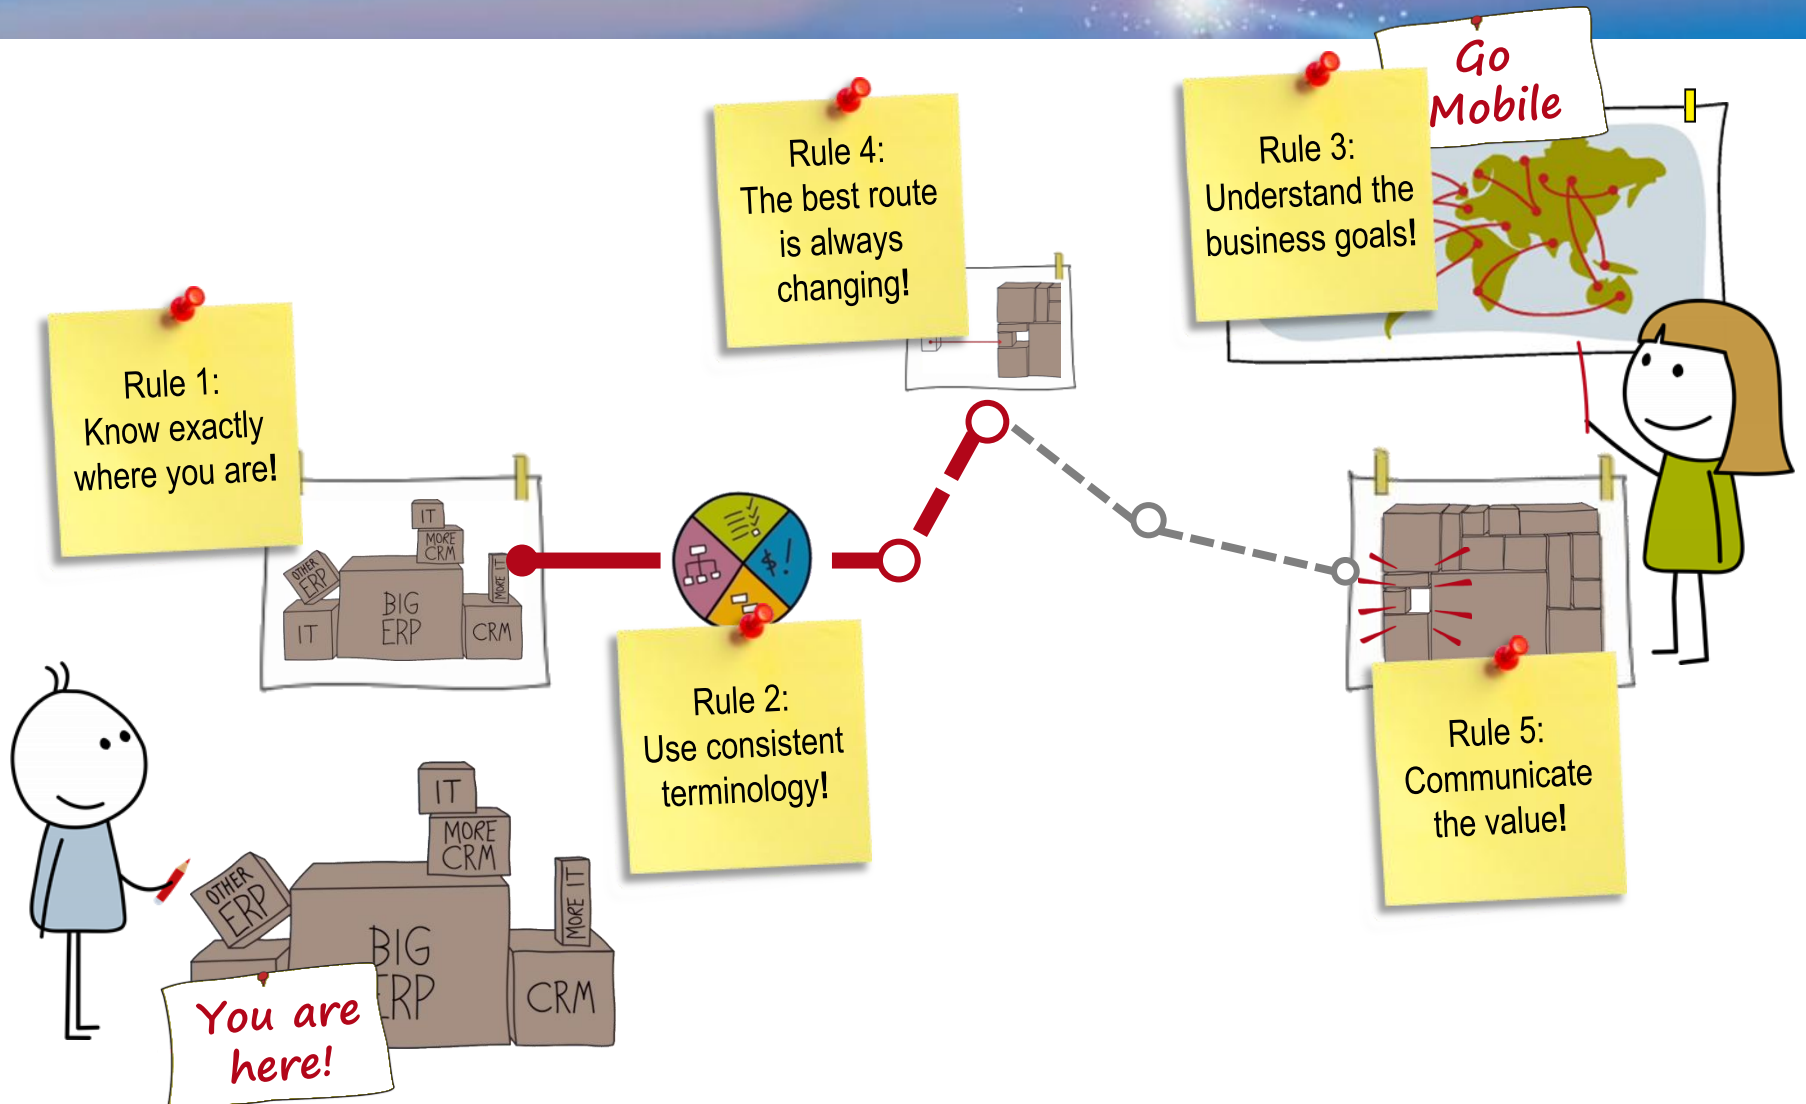 Go
Mobile
Rule 4:
The best route
is always
changing!
Rule 3:
Understand the
business goals!
Rule 1:
Know exactly
where you are!
IT
MORE
CRM
OTHER
ERP
MORE IT
BIG
ERP
IT
CRM
$!
Rule 2:
Use consistent
terminology!
Rule 5:
Communicate
the value!
IT
MORE
CRM
OTHER
ERP
MORE IT
BIG
ERP
CRM
You are
here!